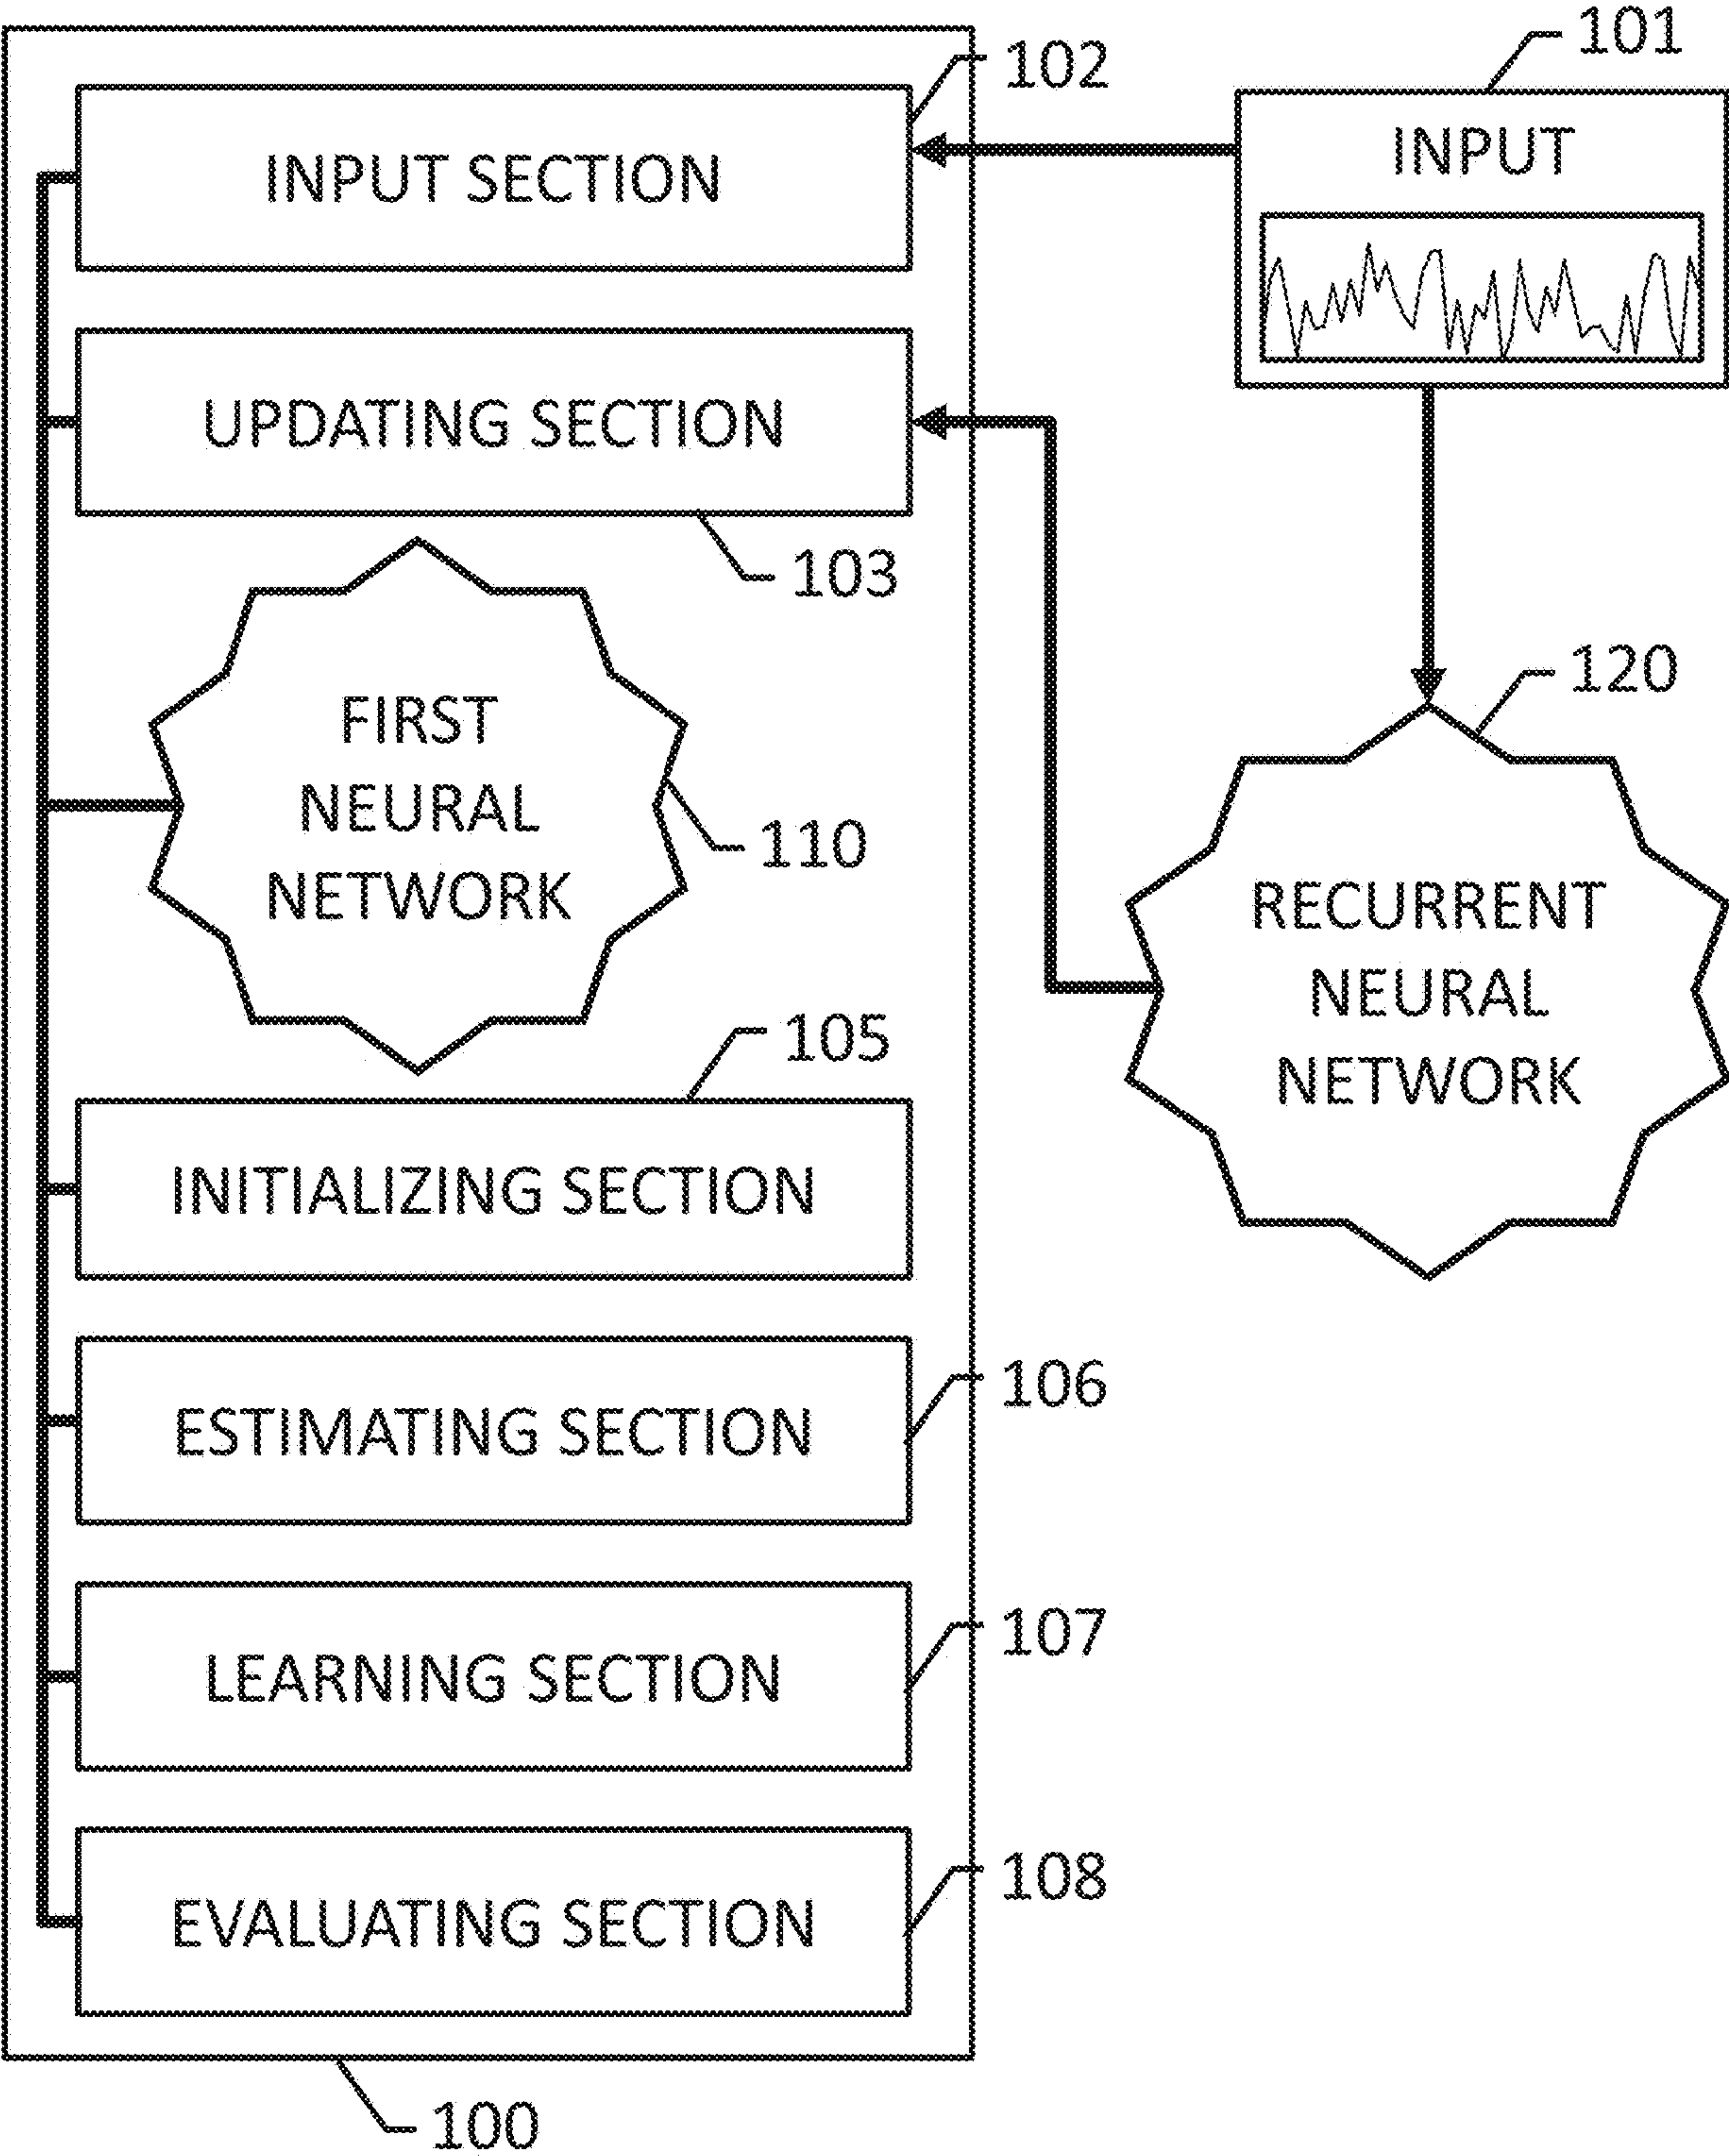 101
102
INPUT
INPUT SECTION
UPDATING SECTION
103
FIRST
NEURAL
NETWORK
110
120
RECURRENT
NEURAL
NETWORK
105
INITIALIZING SECTION
106
ESTIMATING SECTION
107
LEARNING SECTION
108
EVALUATING SECTION
100